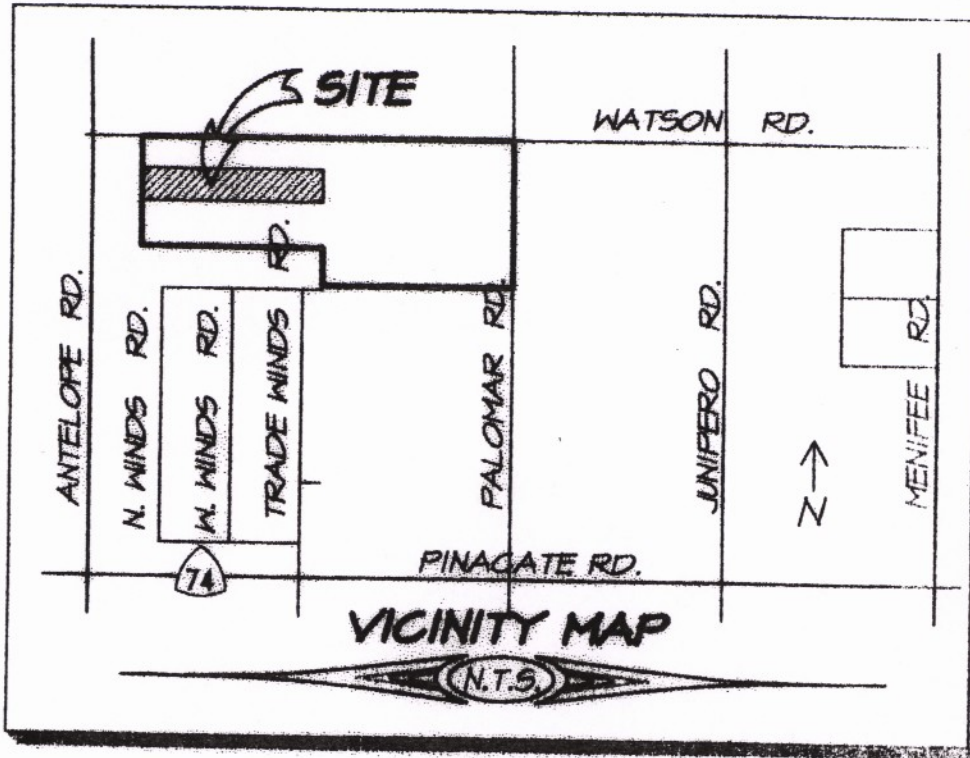 SITE
WATSON RD.
ANTELOPE RD.
N. WINDS RD.
W. WINDS RD.
TRADE WINDS RD.
PALOMAR RD.
JUNIPERO RD.
MENIFEE RD.
N
PINACATE RD.
74
VICINITY MAP
N.T.S.